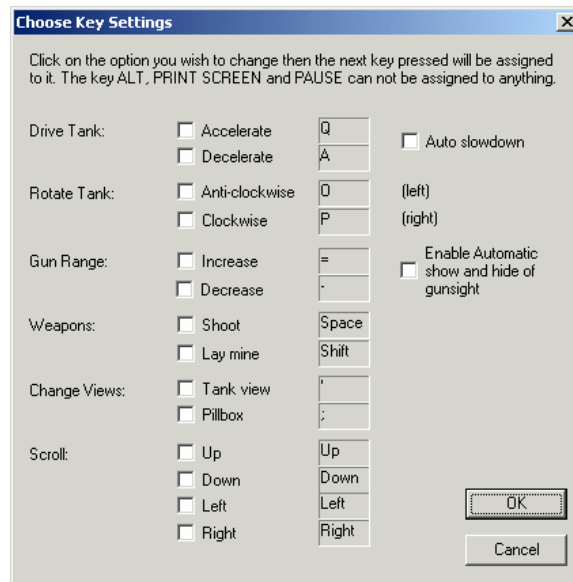 Choose Key Settings
Click on the option you wish to change then the next key pressed will be assigned
to it. The key ALT, PRINT SCREEN and PAUSE can not be assigned to anything.
Drive Tank: Accelerate Q Auto slowdown
Decelerate A
Rotate Tank: Anti-clockwise O (left)
Clockwise P (right)
Gun Range: Increase = Enable Automatic
show and hide of
gunsight
Decrease -
Weapons: Shoot Space
Lay mine Shift
Change Views: Tank view '
Pillbox ;
Scroll: Up Up
Down Down
Left Left
Right Right
OK
Cancel